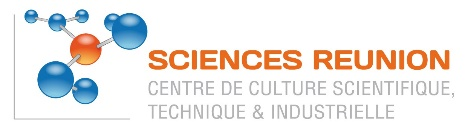 SCIENCES REUNION
CENTRE DE CULTURE SCIENTIFIQUE,
TECHNIQUE & INDUSTRIELLE